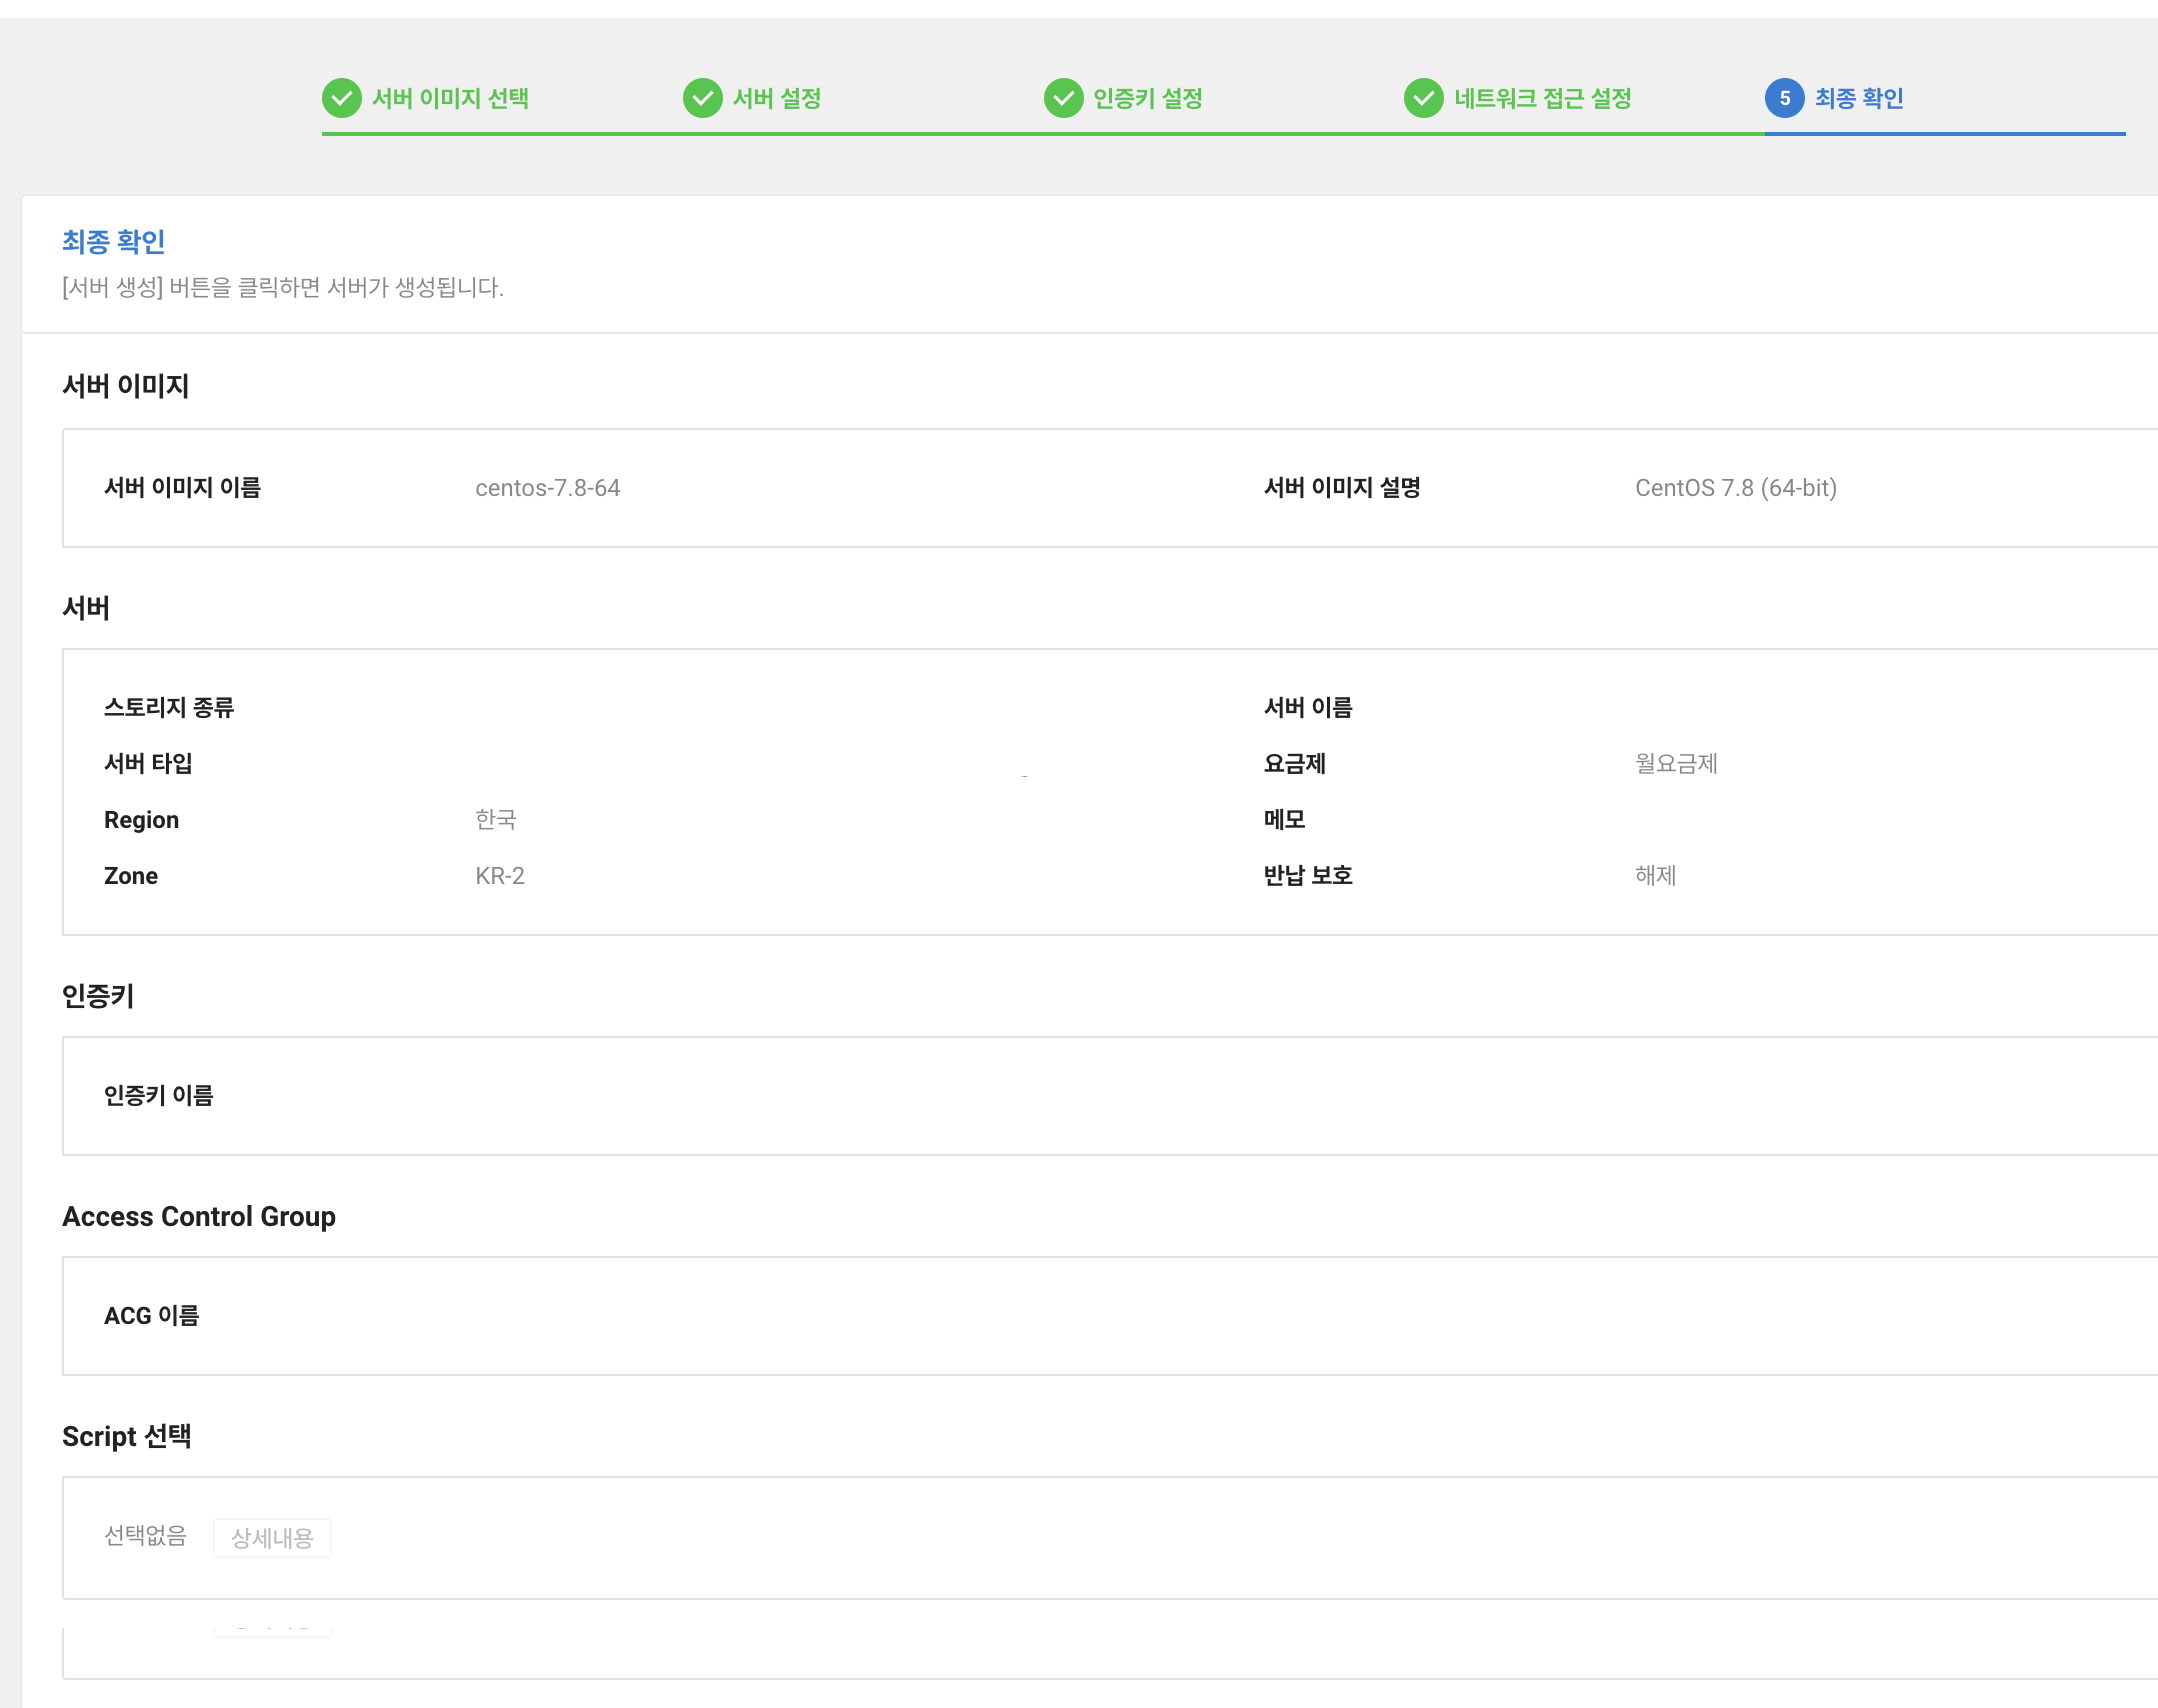 서버 이미지 선택 서버 설정 인증키 설정 네트워크 접근 설정 5 최종 확인
최종 확인
[서버 생성] 버튼을 클릭하면 서버가 생성됩니다.
서버 이미지
서버 이미지 이름 centos-7.8-64 서버 이미지 설명 CentOS 7.8 (64-bit)
서버
스토리지 종류 서버 이름
서버 타입 요금제 월요금제
Region 한국 메모
Zone KR-2 반납 보호 해제
인증키
인증키 이름
Access Control Group
ACG 이름
Script 선택
선택없음 상세내용